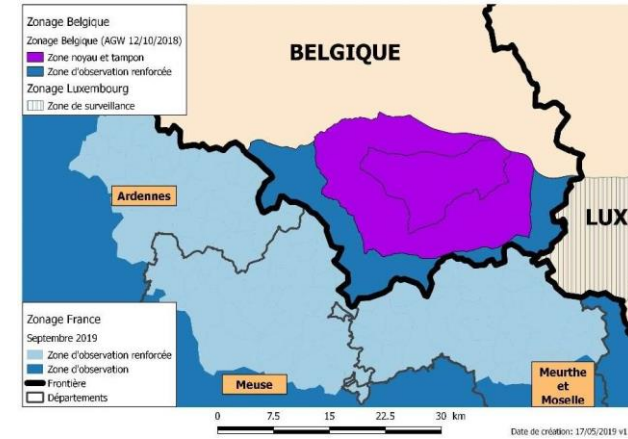 Zonage Belgique
Zonage Belgique (AGW 12/10/2018)
Zone noyau et tampon
Zone d'observation renforcée
Zonage Luxembourg
Zone de surveillance
BELGIQUE
Ardennes
LUX
Zonage France
Septembre 2019
Zone d'observation renforcée
Zone d'observation
Frontière
Départements
Meuse
Meurthe
et
Moselle
0 7.5 15 22.5 30 km
Date de création: 17/05/2019 v1